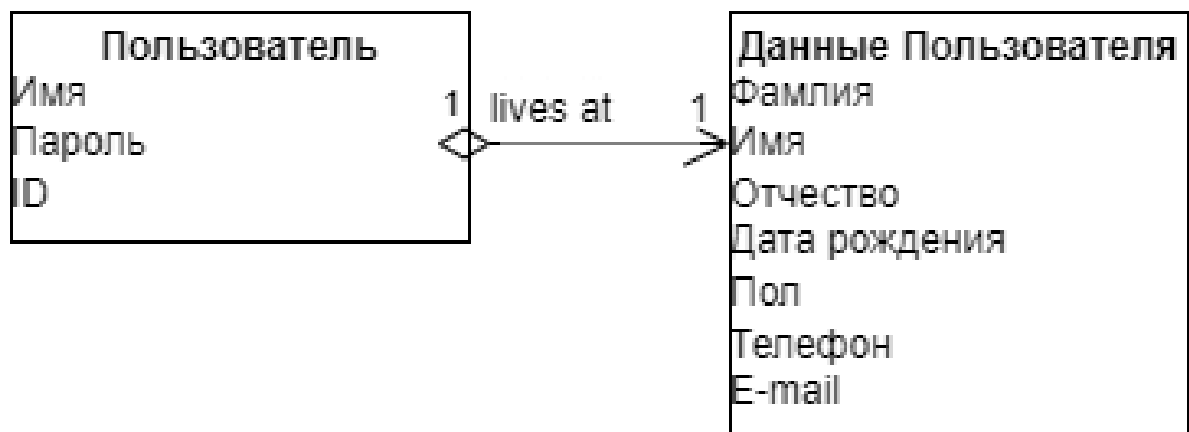 Пользователь
Имя
Пароль
ID
1 lives at 1
Данные Пользователя
Фамлия
Имя
Отчество
Дата рождения
Пол
Телефон
E-mail